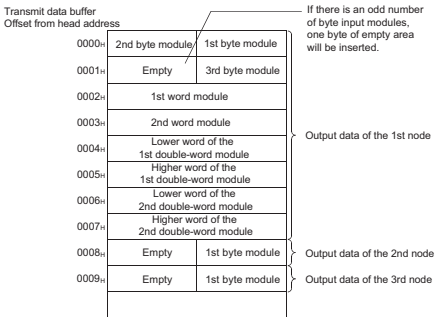 Transmit data buffer
Offset from head address
If there is an odd number
of byte input modules,
one byte of empty area
will be inserted.
0000H 2nd byte module 1st byte module
0001H Empty 3rd byte module
0002H 1st word module
0003H 2nd word module
0004H Lower word of the
1st double-word module
0005H Higher word of the
1st double-word module
0006H Lower word of the
2nd double-word module
0007H Higher word of the
2nd double-word module
Output data of the 1st node
0008H Empty 1st byte module Output data of the 2nd node
0009H Empty 1st byte module Output data of the 3rd node